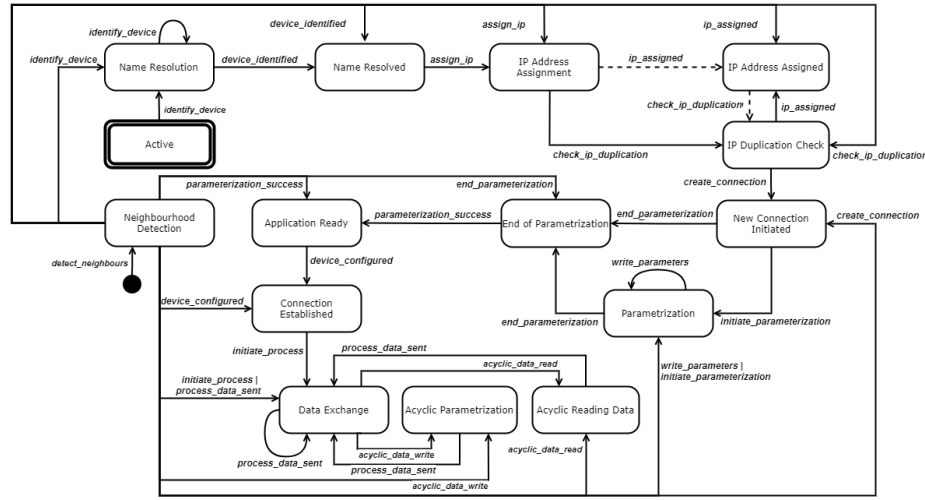 device_identified
assign_ip
ip_assigned
identify_device
identify_device
Name Resolution
device_identified
Name Resolved
assign_ip
IP Address
Assignment
ip_assigned
IP Address Assigned
identify_device
check_ip_duplication
ip_assigned
Active
IP Duplication Check
check_ip_duplication
check_ip_duplication
parameterization_success
end_parameterization
create_connection
Neighbourhood
Detection
Application Ready
parameterization_success
End of Parametrization
end_parameterization
New Connection
Initiated
create_connection
detect_neighbours
device_configured
write_parameters
device_configured
Connection
Established
end_parameterization
Parametrization
initiate_parameterization
initiate_process
process_data_sent
acyclic_data_read
write_parameters |
initiate_parameterization
initiate_process |
process_data_sent
Data Exchange
Acyclic Parametrization
Acyclic Reading Data
process_data_sent
acyclic_data_write
process_data_sent
acyclic_data_read
acyclic_data_write